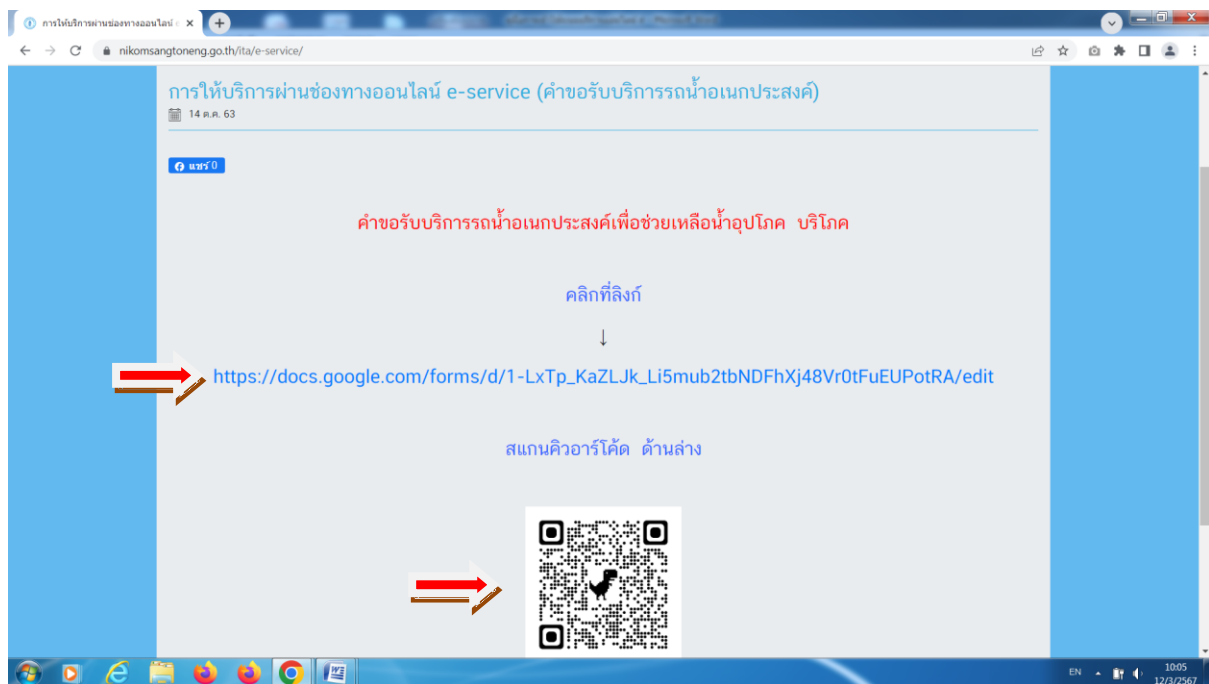 การให้บริการผ่านช่องทางออนไลน์ e
nikomsangtoneng.go.th/ita/e-service/
การให้บริการผ่านช่องทางออนไลน์ e-service (คำขอรับบริการรถน้ำอเนกประสงค์)
14 ต.ค. 63
แชร์ 0
คำขอรับบริการรถน้ำอเนกประสงค์เพื่อช่วยเหลือน้ำอุปโภค บริโภค
คลิกที่ลิงก์
↓
https://docs.google.com/forms/d/1-LxTp_KaZLJk_Li5mub2tbNDFhXj48Vr0tFuEUPotRA/edit
สแกนคิวอาร์โค้ด ด้านล่าง
EN
10:05
12/3/2567